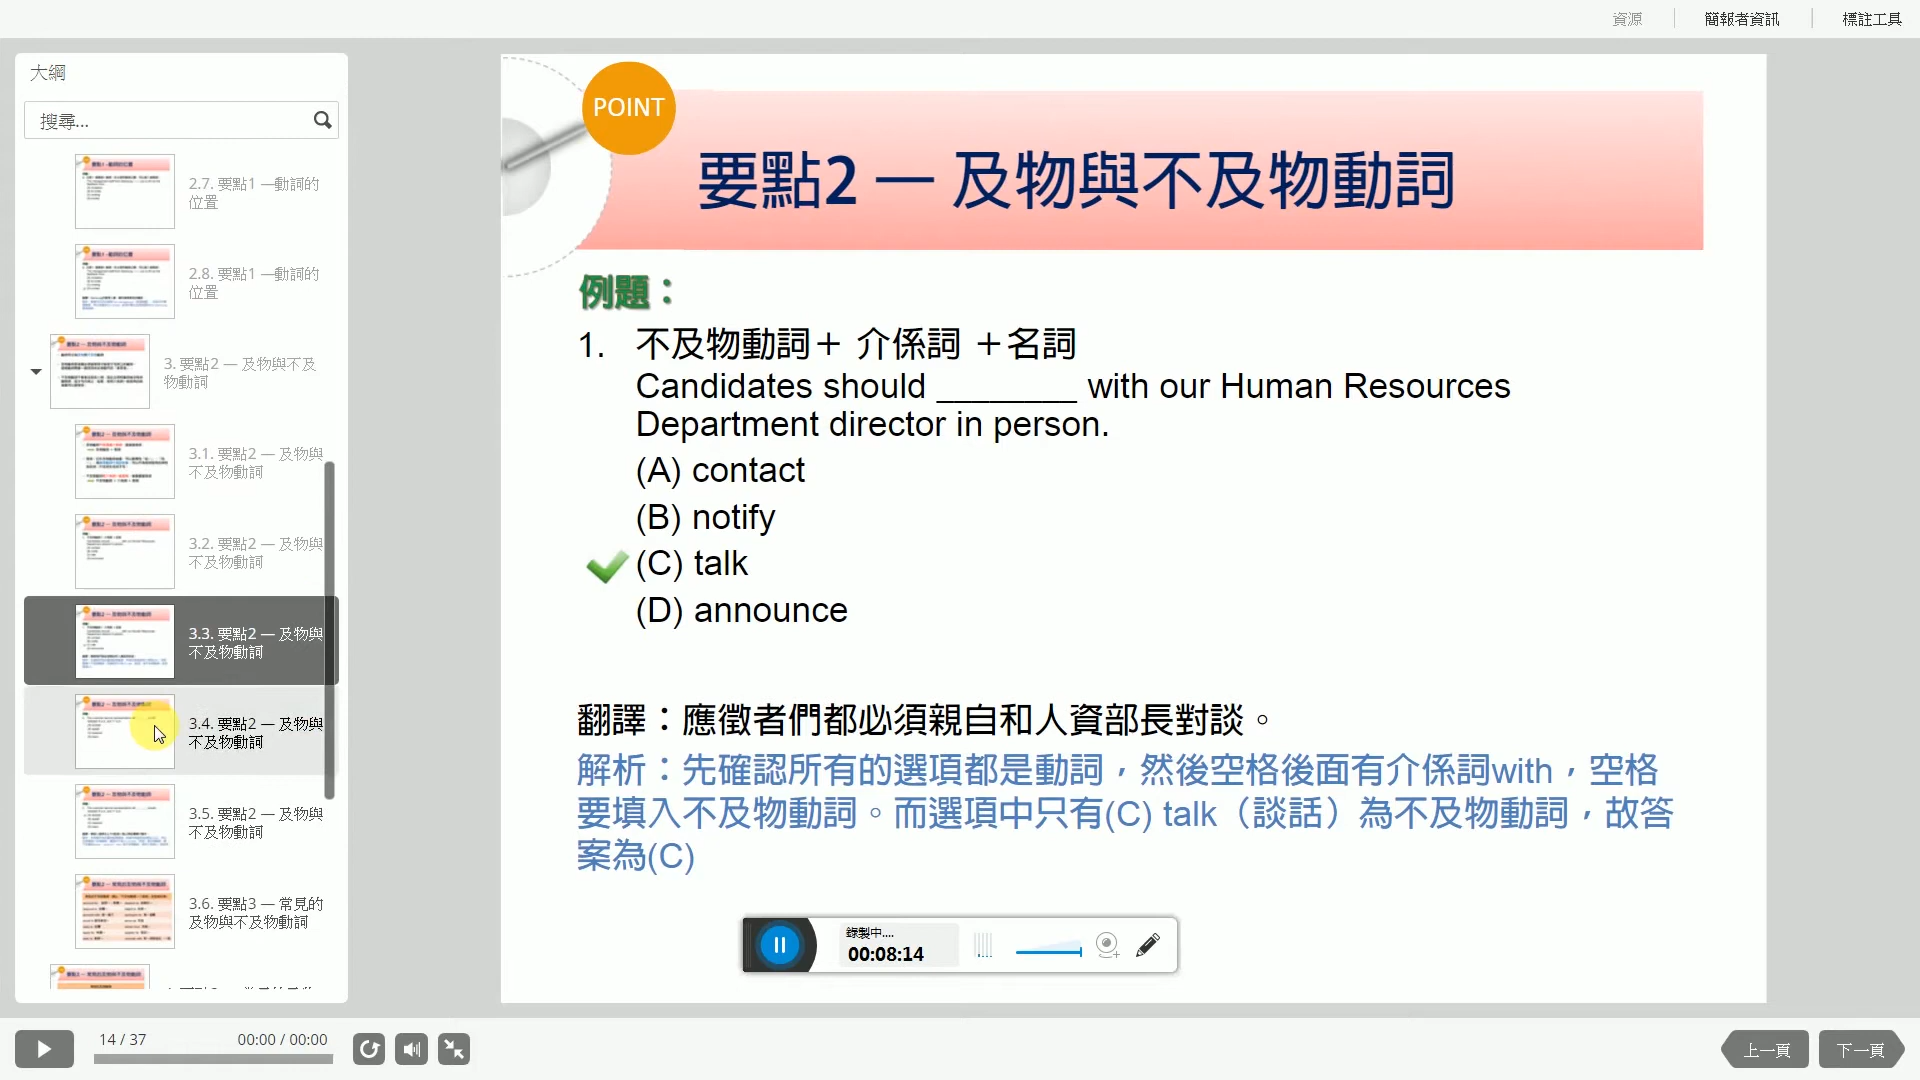 資源
簡報者資訊
標註工具
大綱
搜尋...
2.7. 要點1 —動詞的
位置
2.8. 要點1 —動詞的
位置
3. 要點2 — 及物與不及
物動詞
3.1. 要點2 — 及物與
不及物動詞
3.2. 要點2 — 及物與
不及物動詞
3.3. 要點2 — 及物與
不及物動詞
3.4. 要點2 — 及物與
不及物動詞
3.5. 要點2 — 及物與
不及物動詞
3.6. 要點3 — 常見的
及物與不及物動詞
POINT
要點2 — 及物與不及物動詞
例題：
1. 不及物動詞＋ 介係詞 ＋名詞
Candidates should ________ with our Human Resources
Department director in person.
(A) contact
(B) notify
(C) talk
(D) announce
翻譯：應徵者們都必須親自和人資部長對談。
解析：先確認所有的選項都是動詞，然後空格後面有介係詞with，空格
要填入不及物動詞。而選項中只有(C) talk（談話）為不及物動詞，故答
案為(C)
錄製中....
00:08:14
14 / 37
00:00 / 00:00
上一頁
下一頁